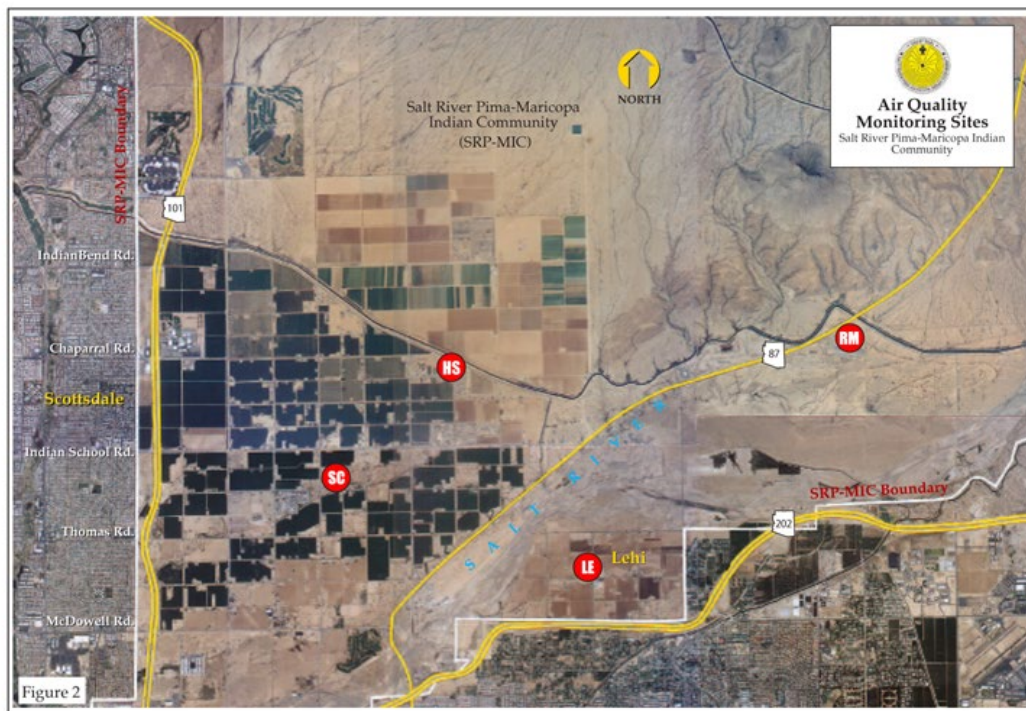 Air Quality
Monitoring Sites
Salt River Pima-Maricopa Indian
Community
NORTH
Salt River Pima-Maricopa
Indian Community
(SRP-MIC)
SRP-MIC Boundary
101
IndianBend Rd.
Chaparral Rd.
RM
87
HS
Scottsdale
Indian School Rd.
SC
SRP-MIC Boundary
202
Thomas Rd.
SALT RIVER
Lehi
LE
McDowell Rd.
Figure 2